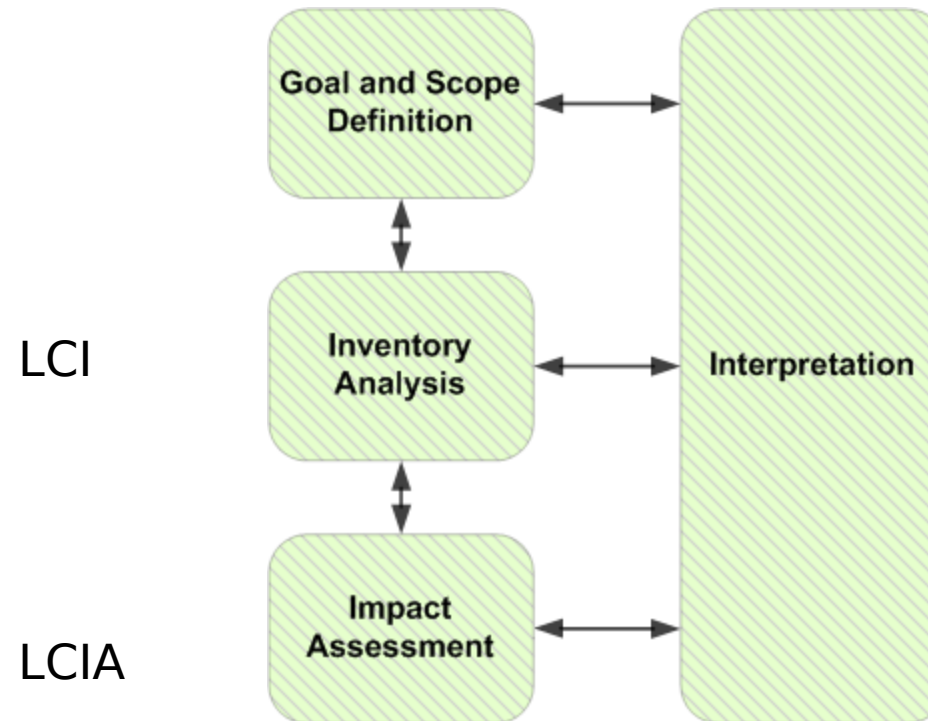 Goal and Scope
Definition
LCI
Inventory
Analysis
Interpretation
Impact
Assessment
LCIA